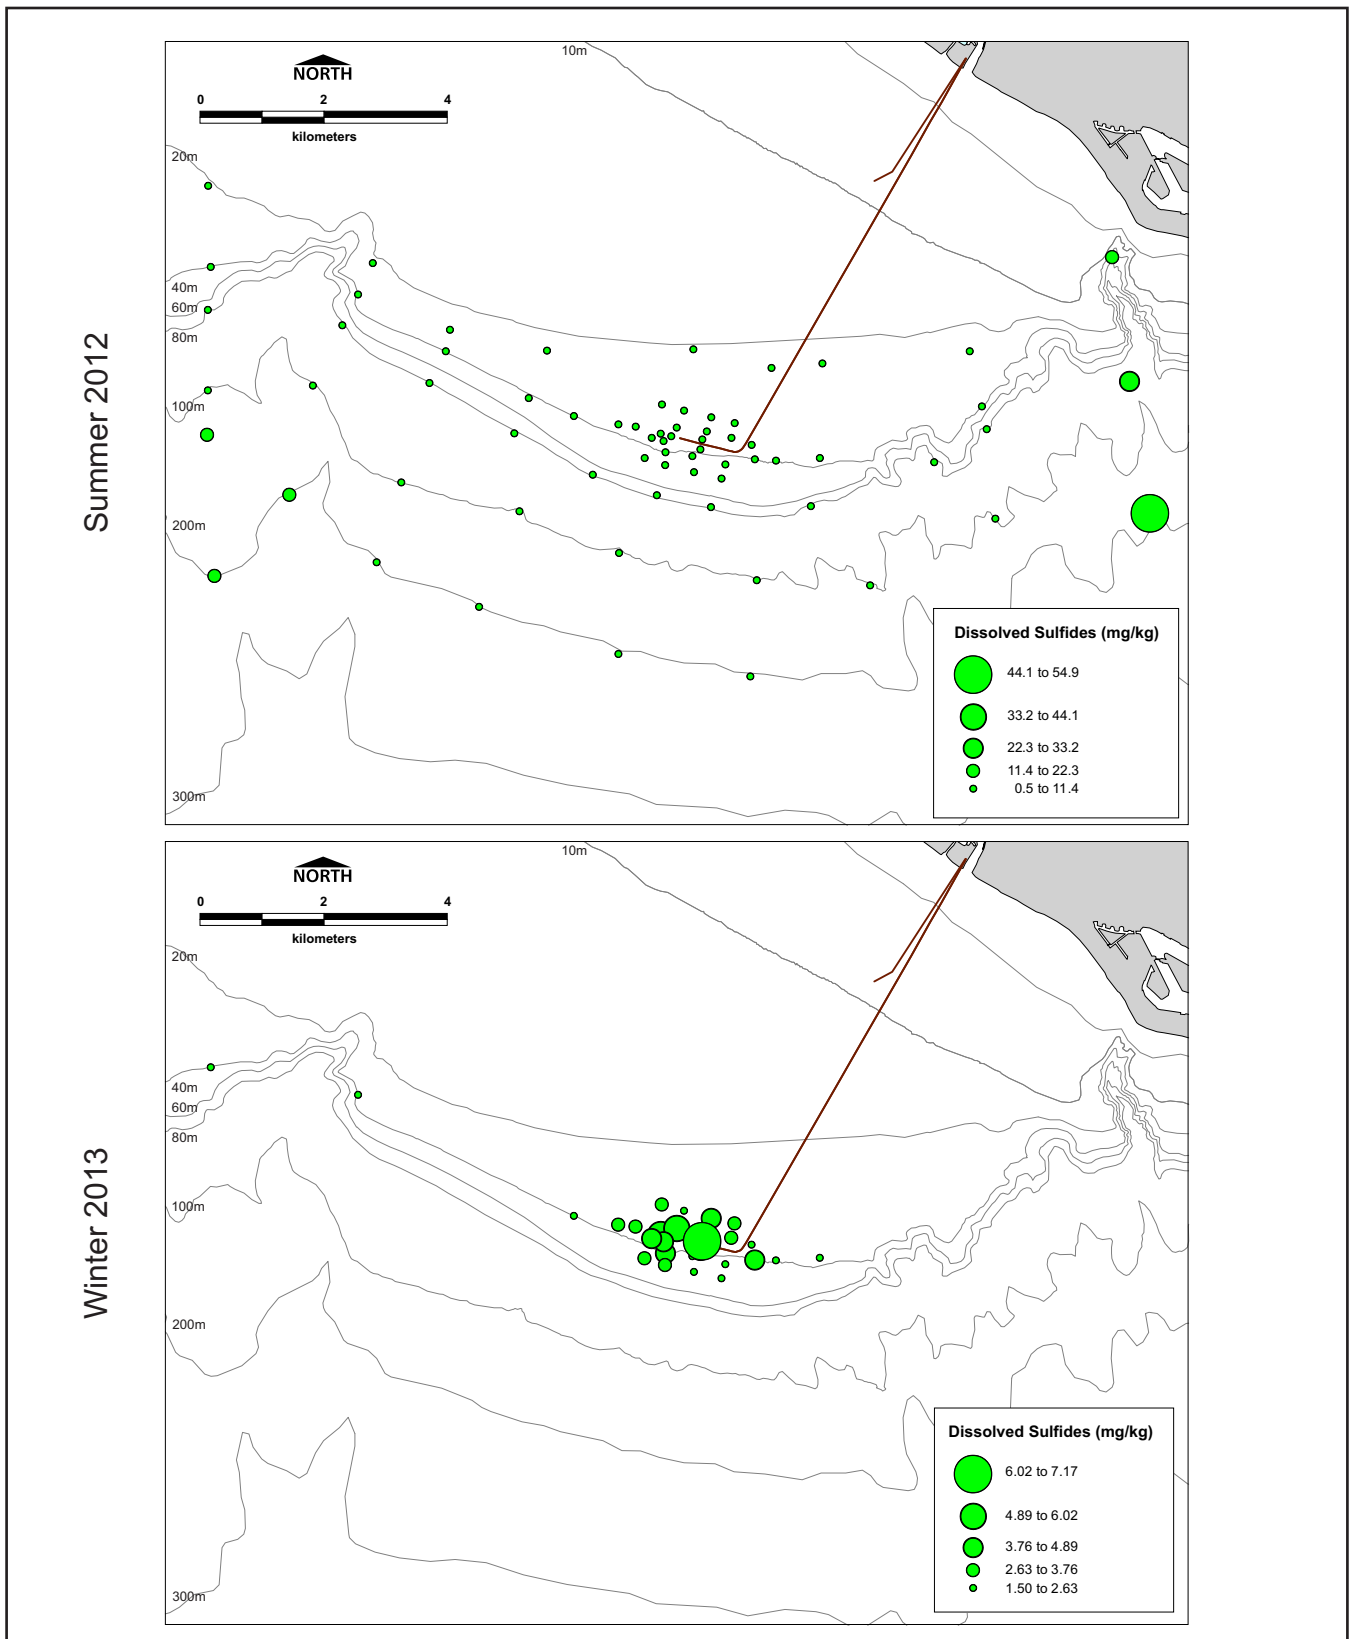 Summer 2012
10m
NORTH
0 2 4
kilometers
20m
40m
60m
80m
100m
200m
300m
Dissolved Sulfides (mg/kg)
44.1 to 54.9
33.2 to 44.1
22.3 to 33.2
11.4 to 22.3
0.5 to 11.4
Winter 2013
10m
NORTH
0 2 4
kilometers
20m
40m
60m
80m
100m
200m
300m
Dissolved Sulfides (mg/kg)
6.02 to 7.17
4.89 to 6.02
3.76 to 4.89
2.63 to 3.76
1.50 to 2.63